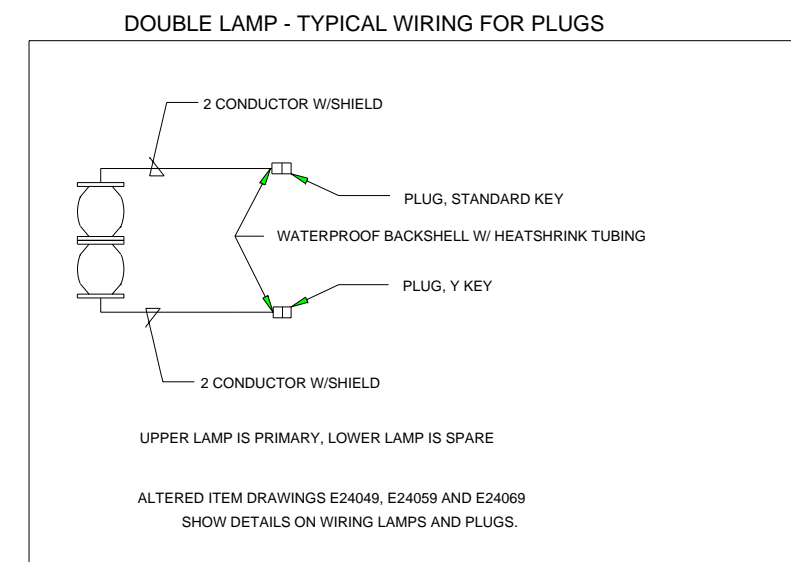 DOUBLE LAMP - TYPICAL WIRING FOR PLUGS
2 CONDUCTOR W/SHIELD
PLUG, STANDARD KEY
WATERPROOF BACKSHELL W/ HEATSHRINK TUBING
PLUG, Y KEY
2 CONDUCTOR W/SHIELD
UPPER LAMP IS PRIMARY, LOWER LAMP IS SPARE
ALTERED ITEM DRAWINGS E24049, E24059 AND E24069
SHOW DETAILS ON WIRING LAMPS AND PLUGS.